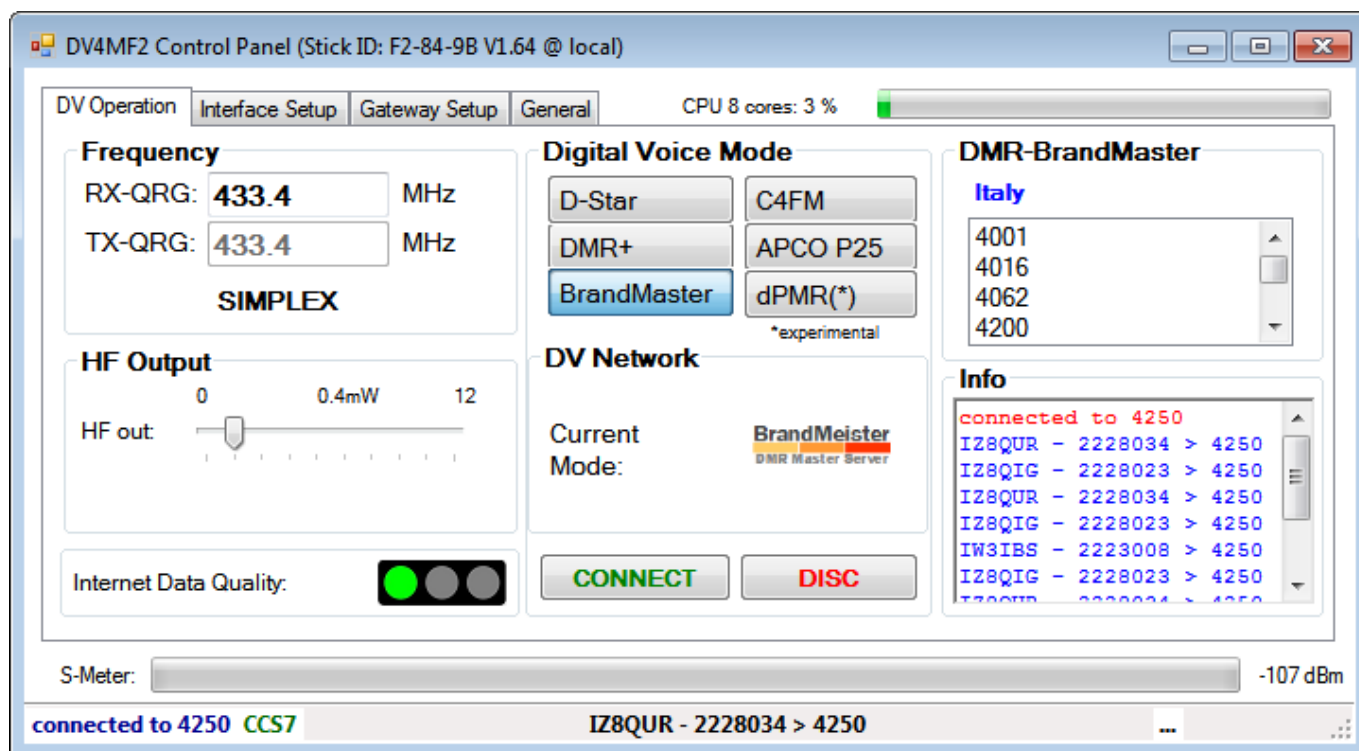 DV4MF2 Control Panel (Stick ID: F2-84-9B V1.64 @ local)
DV Operation Interface Setup Gateway Setup General CPU 8 cores: 3 %
Frequency
RX-QRG: 433.4 MHz
TX-QRG: 433.4 MHz
SIMPLEX
HF Output
0 0.4mW 12
HF out:
Internet Data Quality:
Digital Voice Mode
D-Star C4FM
DMR+ APCO P25
BrandMaster dPMR(*)
*experimental
DV Network
Current
Mode:
BrandMeister
DMR Master Server
CONNECT DISC
DMR-BrandMaster
Italy
4001
4016
4062
4200
Info
connected to 4250
IZ8QUR - 2228034 > 4250
IZ8QIG - 2228023 > 4250
IZ8QUR - 2228034 > 4250
IZ8QIG - 2228023 > 4250
IW3IBS - 2223008 > 4250
IZ8QIG - 2228023 > 4250
IZ8QUR - 2228034 > 4250
S-Meter: -107 dBm
connected to 4250 CCS7 IZ8QUR - 2228034 > 4250 ...